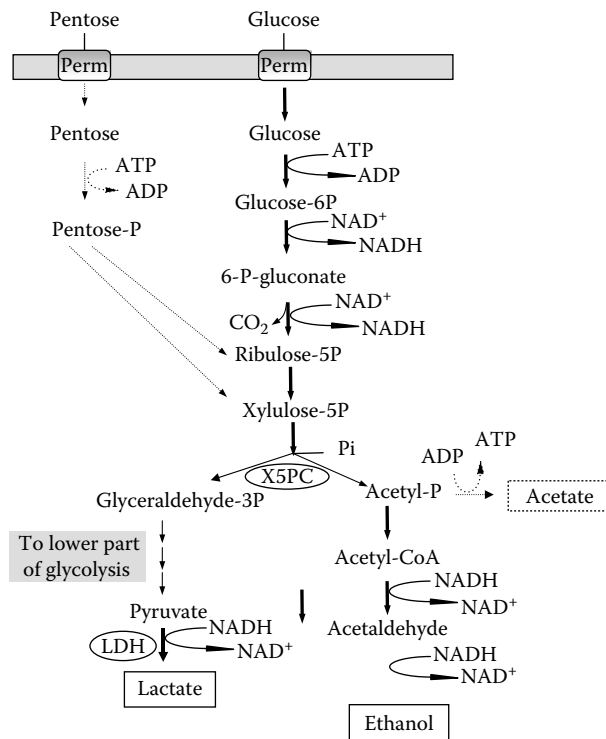 Pentose Glucose
Perm Perm
Pentose Glucose
ATP ATP
ADP ADP
Glucose-6P
Pentose-P NAD⁺
NADH
6-P-gluconate
NAD⁺
CO₂ NADH
Ribulose-5P
Xylulose-5P
Pi ATP
X5PC ADP
Glyceraldehyde-3P Acetyl-P Acetate
To lower part
of glycolysis Acetyl-CoA
NADH
Pyruvate NAD⁺
NADH Acetaldehyde
LDH NAD⁺ NADH
Lactate NAD⁺
Ethanol